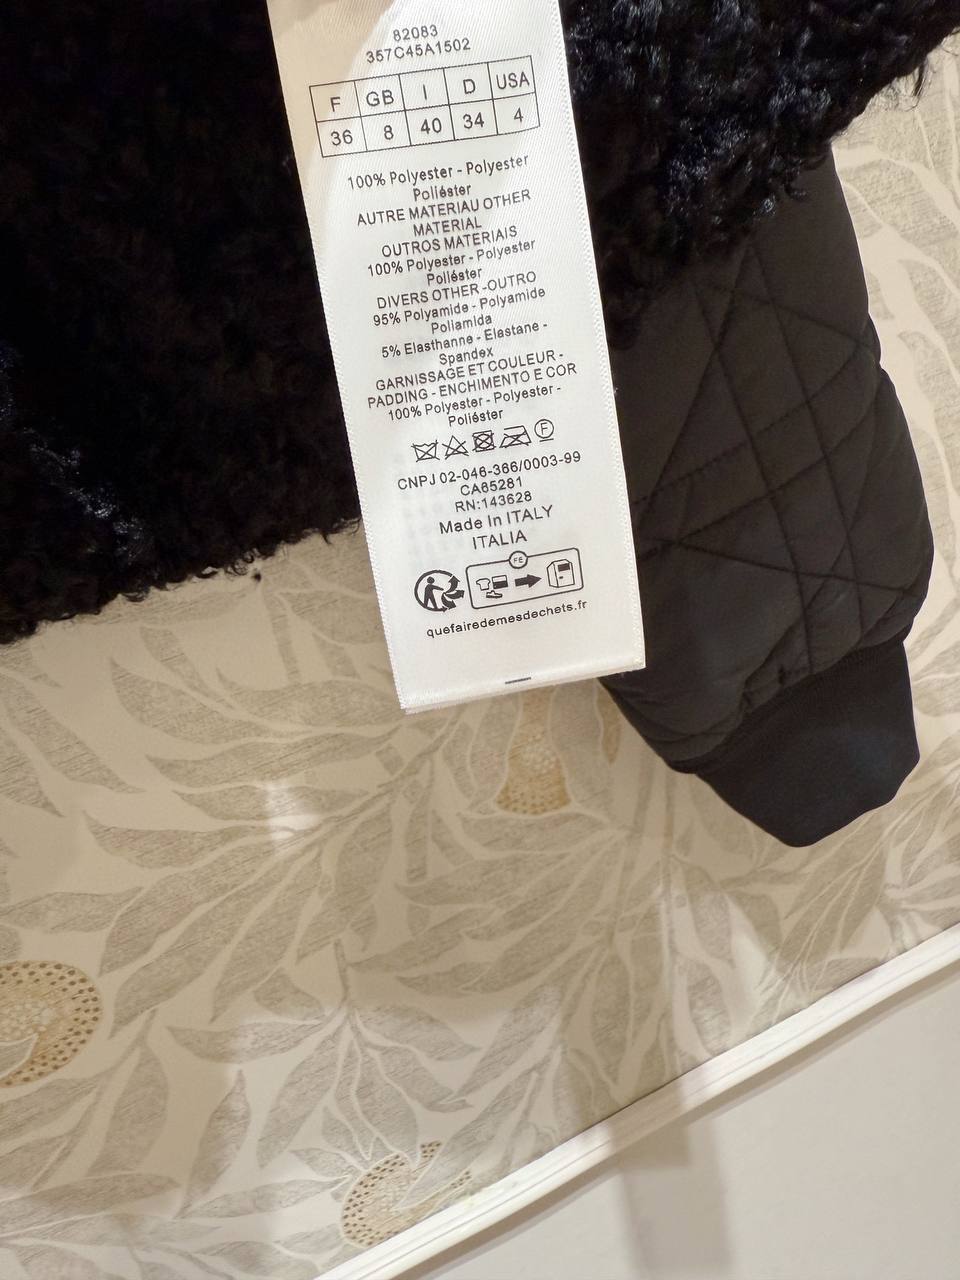 82083
357C45A1502
F GB I D USA
36 8 40 34 4
100% Polyester - Polyester
Poliéster
AUTRE MATERIAU OTHER
MATERIAL
OUTROS MATERIAIS
100% Polyester - Polyester
Poliéster
DIVERS OTHER -OUTRO
95% Polyamide - Polyamide
Poliamida
5% Elasthanne - Elastane -
Spandex
GARNISSAGE ET COULEUR -
PADDING - ENCHIMENTO E COR
100% Polyester - Polyester -
Poliéster
F
CNPJ 02-046-366/0003-99
CA65281
RN:143628
Made In ITALY
ITALIA
FR
quefairedemesdechets.fr